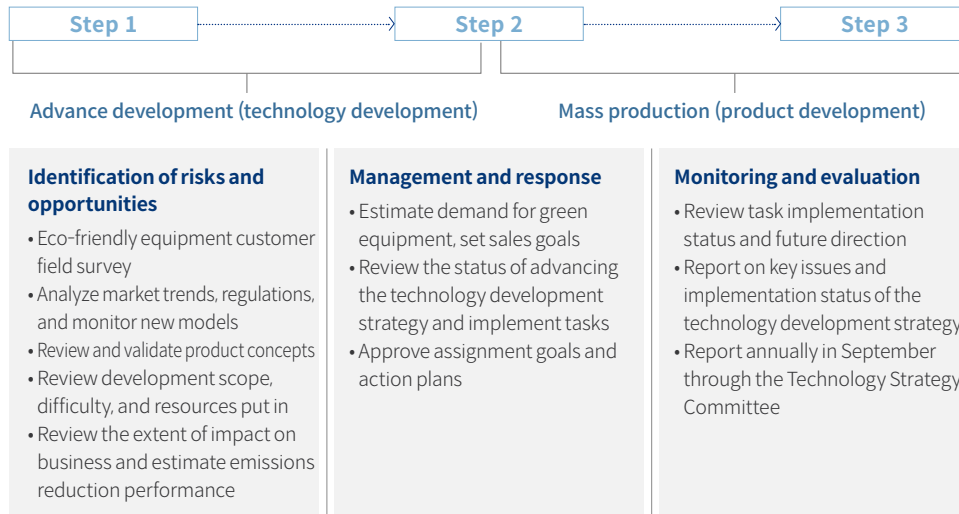 Step 1
Step 2
Step 3
Advance development (technology development)
Mass production (product development)
Identification of risks and
opportunities
• Eco-friendly equipment customer
field survey
• Analyze market trends, regulations,
and monitor new models
• Review and validate product concepts
• Review development scope,
difficulty, and resources put in
• Review the extent of impact on
business and estimate emissions
reduction performance
Management and response
• Estimate demand for green
equipment, set sales goals
• Review the status of advancing
the technology development
strategy and implement tasks
• Approve assignment goals and
action plans
Monitoring and evaluation
• Review task implementation
status and future direction
• Report on key issues and
implementation status of the
technology development strategy
• Report annually in September
through the Technology Strategy
Committee